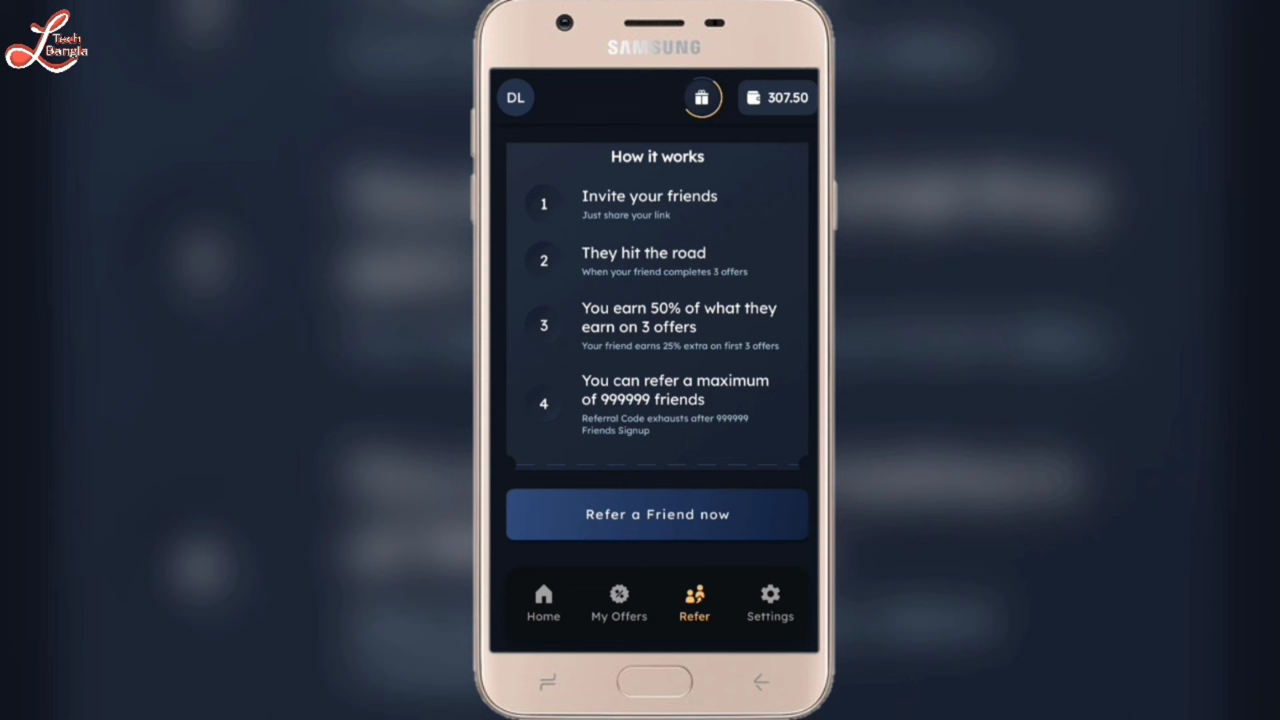 Tech
Bangla
SAMSUNG
DL
307.50
How it works
1
Invite your friends
Just share your link
2
They hit the road
When your friend completes 3 offers
3
You earn 50% of what they
earn on 3 offers
Your friend earns 25% extra on first 3 offers
4
You can refer a maximum
of 999999 friends
Referral Code exhausts after 999999
Friends Signup
Refer a Friend now
Home
My Offers
Refer
Settings